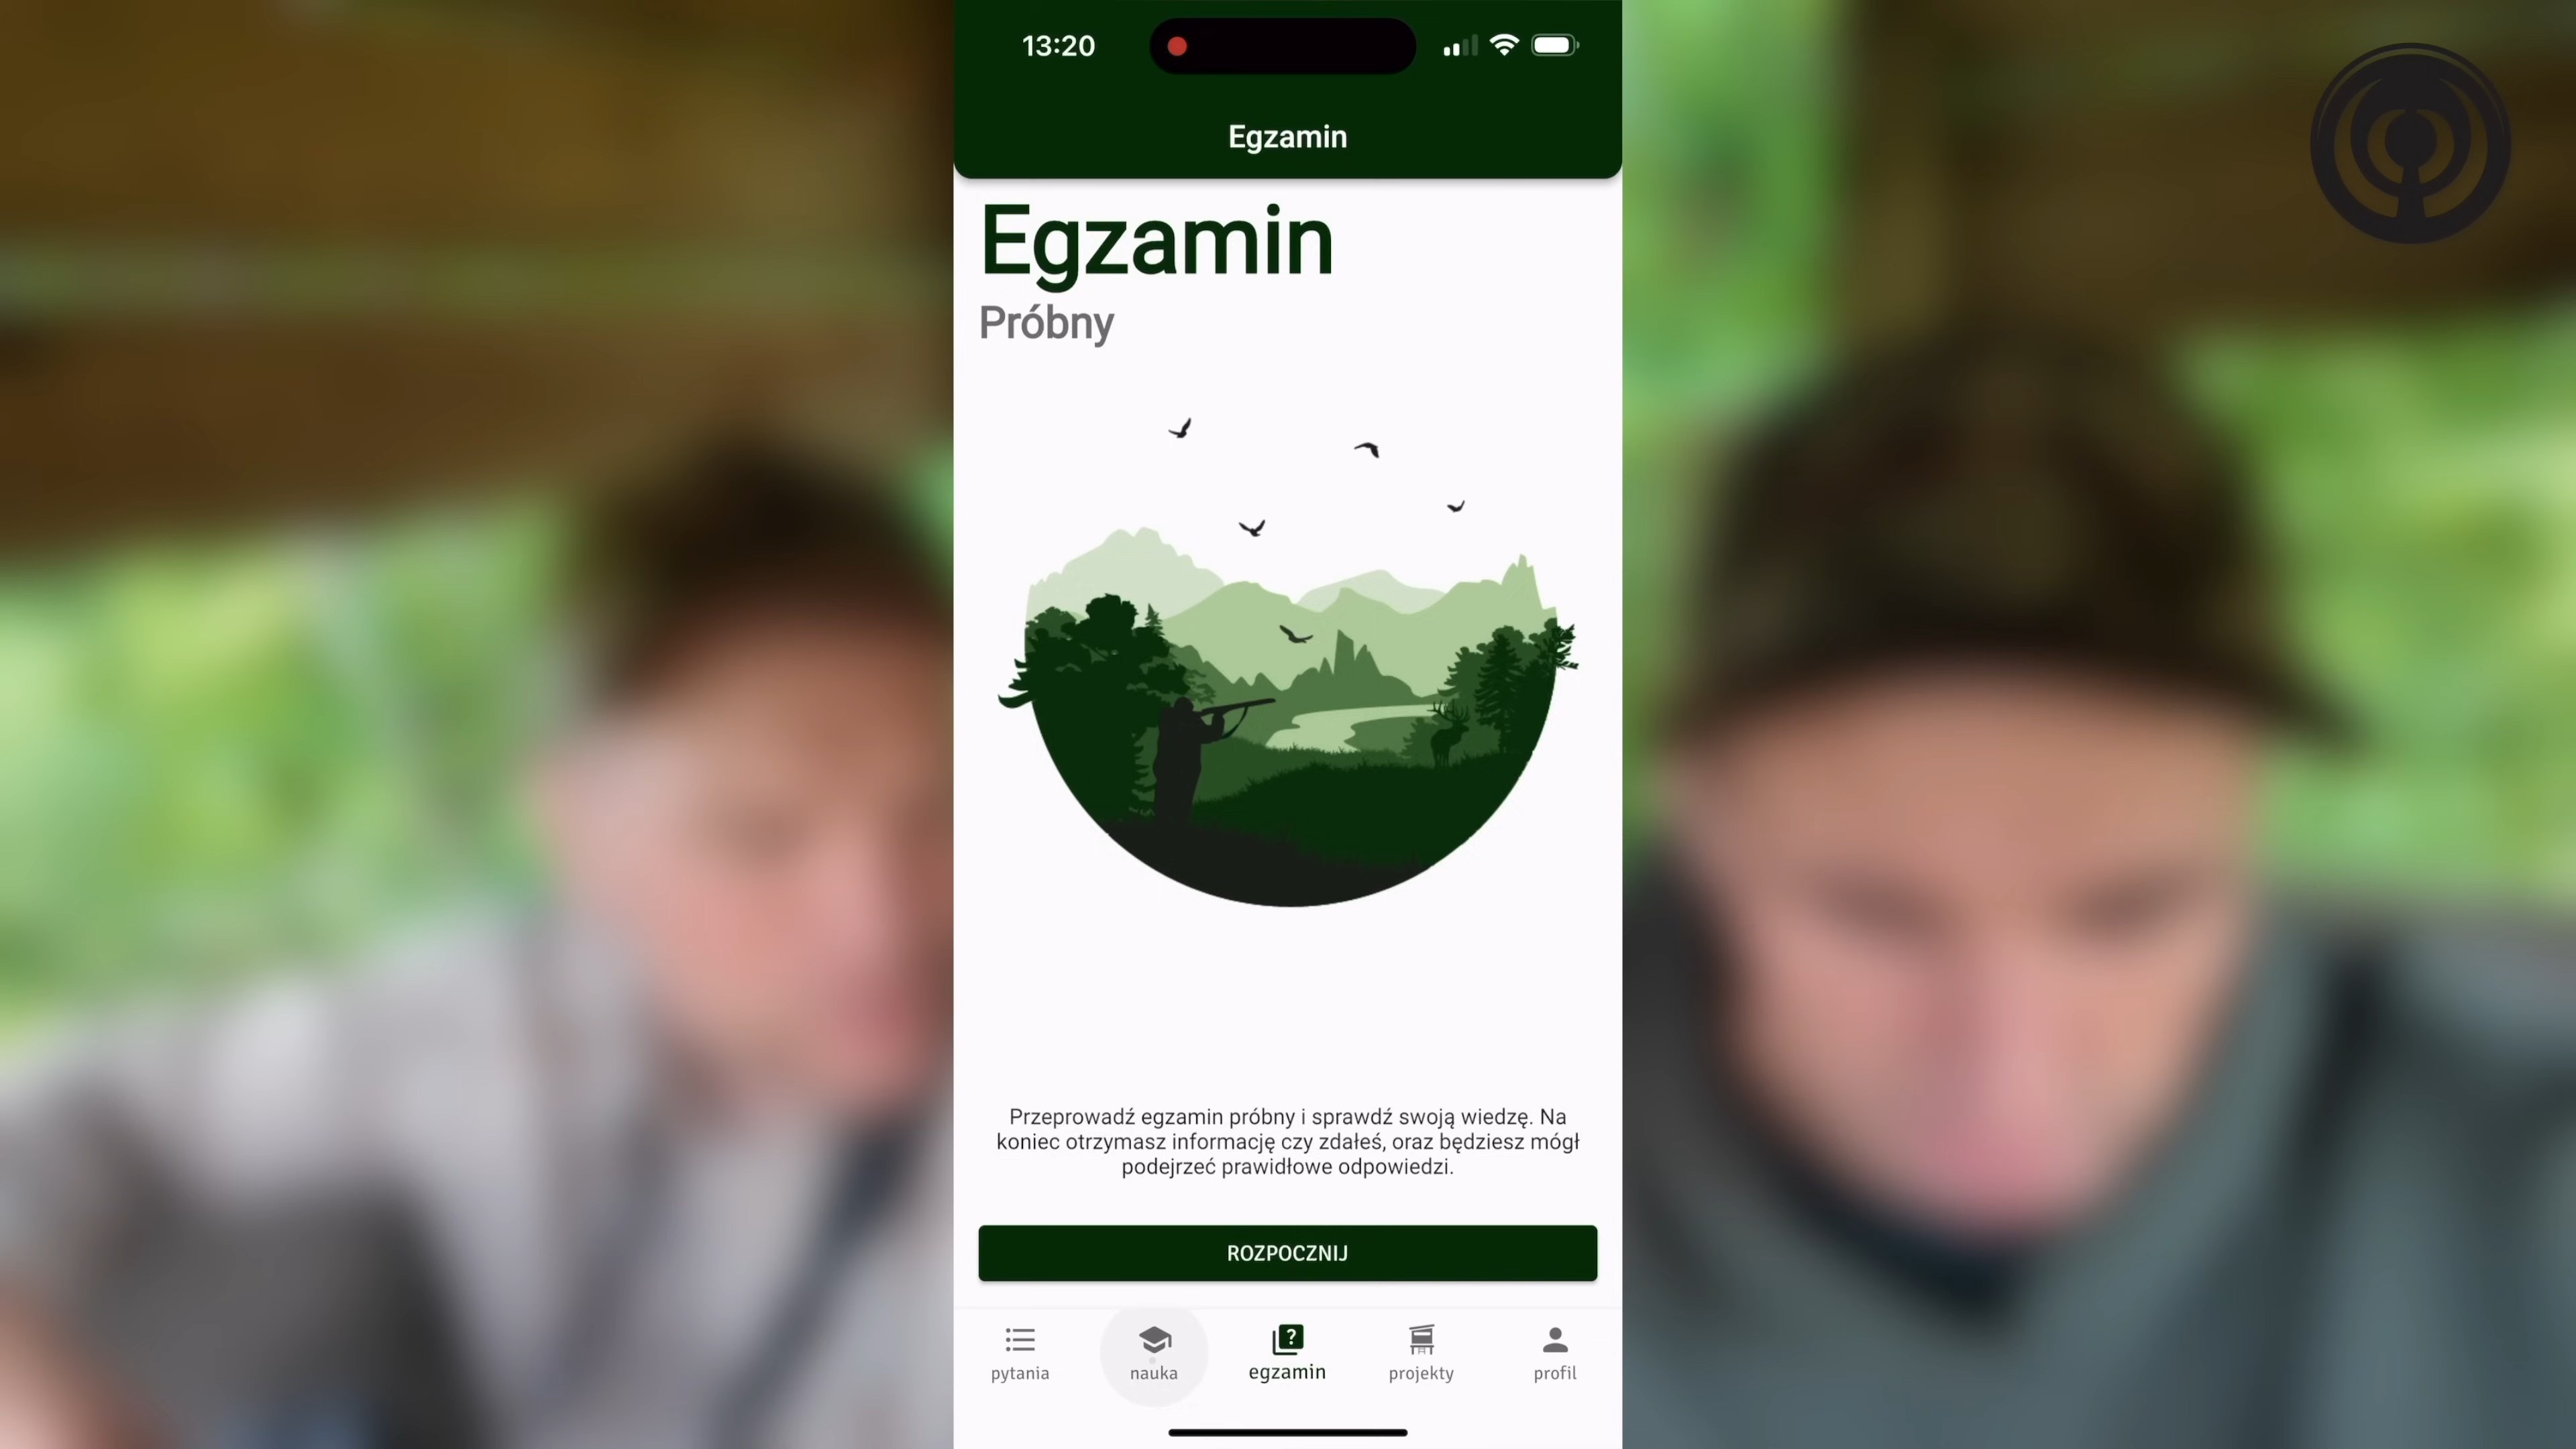 13:20
Egzamin
Egzamin
Próbny
Przeprowadź egzamin próbny i sprawdź swoją wiedzę. Na
koniec otrzymasz informację czy zdałeś, oraz będziesz mógł
podejrzeć prawidłowe odpowiedzi.
ROZPOCZNIJ
pytania
nauka
egzamin
projekty
profil